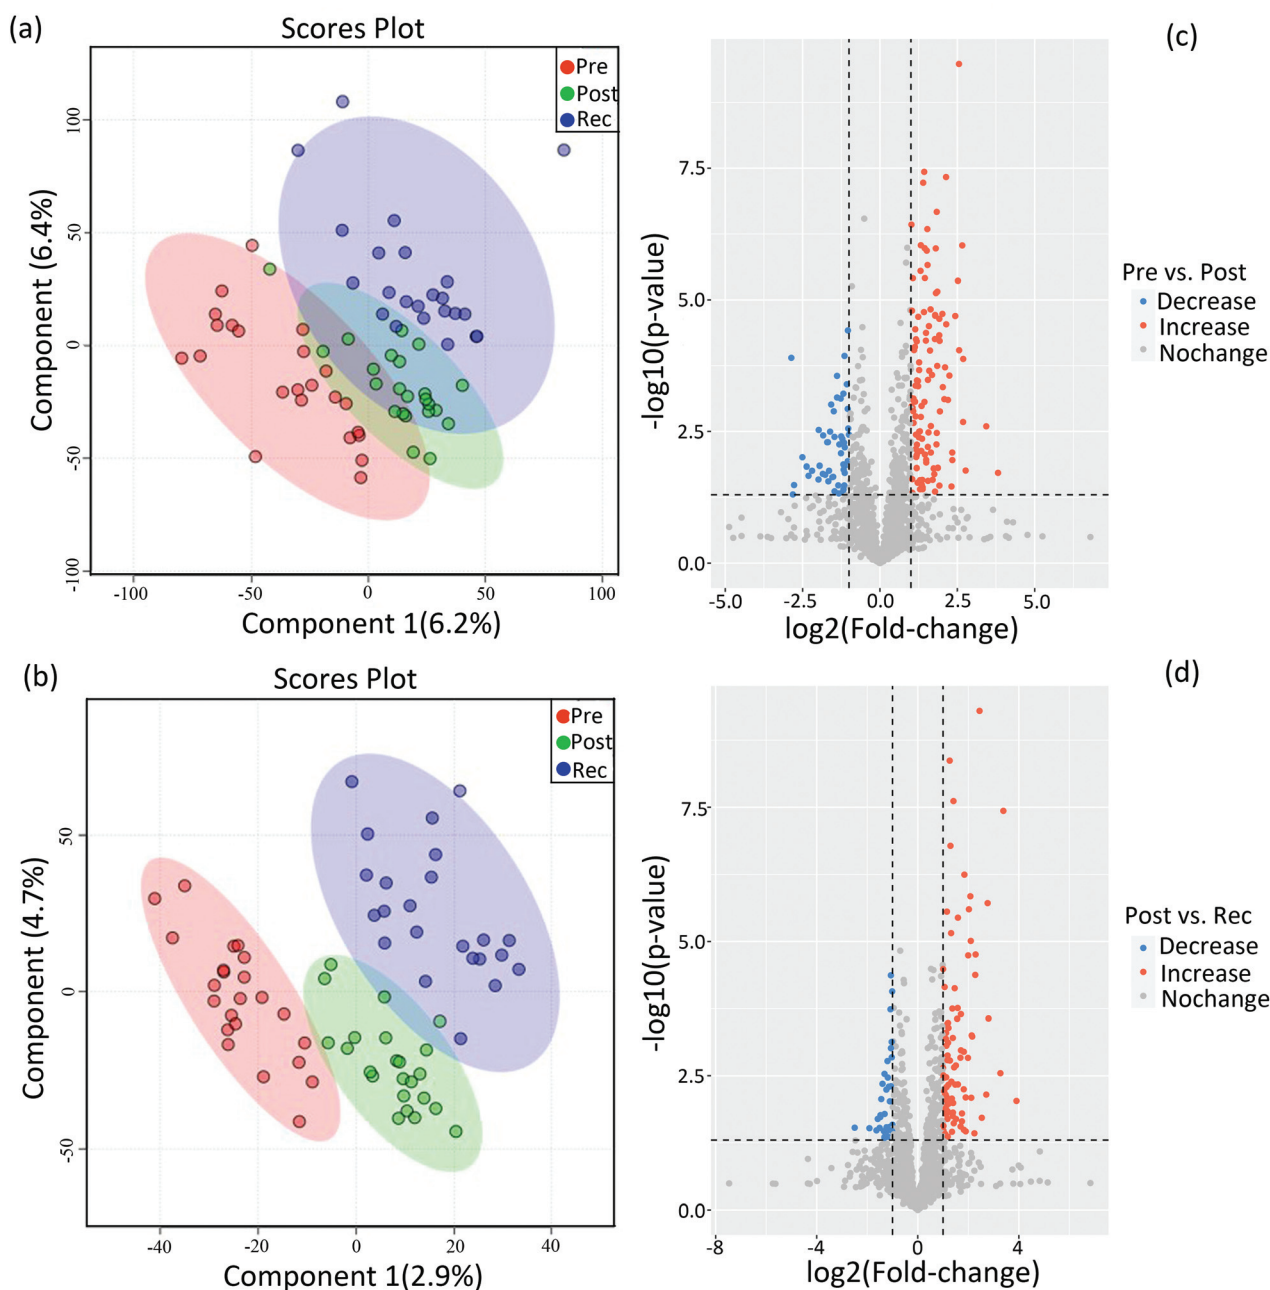 (a)
Scores Plot
Pre
Post
Rec
100
50
0
-50
-100
Component (6.4%)
-100 -50 0 50 100
Component 1(6.2%)
(c)
7.5
5.0
2.5
0.0
-log10(p-value)
-5.0 -2.5 0.0 2.5 5.0
log2(Fold-change)
Pre vs. Post
Decrease
Increase
Nochange
(b)
Scores Plot
Pre
Post
Rec
50
0
-50
Component (4.7%)
-40 -20 0 20 40
Component 1(2.9%)
(d)
7.5
5.0
2.5
0.0
-log10(p-value)
-8 -4 0 4
log2(Fold-change)
Post vs. Rec
Decrease
Increase
Nochange